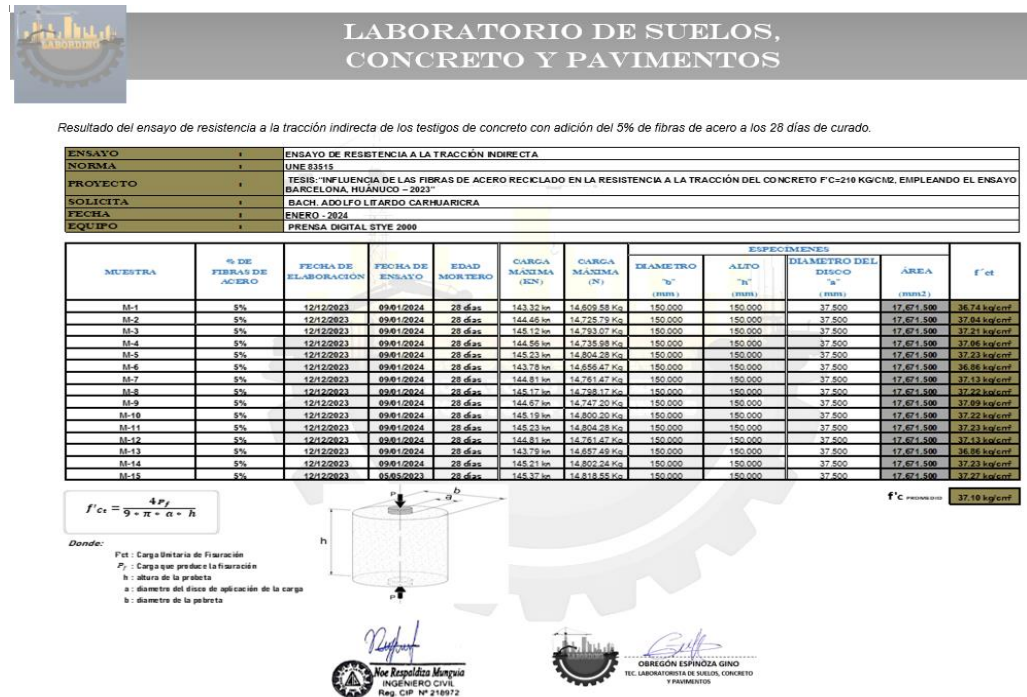 LABORDINO
LABORATORIO DE SUELOS,
CONCRETO Y PAVIMENTOS
Resultado del ensayo de resistencia a la tracción indirecta de los testigos de concreto con adición del 5% de fibras de acero a los 28 días de curado.
ENSAYO : ENSAYO DE RESISTENCIA A LA TRACCIÓN INDIRECTA
NORMA : UNE 83515
PROYECTO : TESIS:"INFLUENCIA DE LAS FIBRAS DE ACERO RECICLADO EN LA RESISTENCIA A LA TRACCIÓN DEL CONCRETO F'C=210 KG/CM2, EMPLEANDO EL ENSAYO
BARCELONA, HUÁNUCO – 2023"
SOLICITA : BACH. ADOLFO LITARDO CARHUARICRA
FECHA : ENERO - 2024
EQUIPO : PRENSA DIGITAL STYE 2000
MUESTRA % DE FIBRAS DE ACERO FECHA DE ELABORACIÓN FECHA DE ENSAYO EDAD MORTERO CARGA MÁXIMA (KN) CARGA MÁXIMA (N) ESPECÍMENES DIAMETRO "b" (mm) ALTO "h" (mm) DIAMETRO DEL DISCO "a" (mm) ÁREA (mm2) f'ct
M-1 5% 12/12/2023 09/01/2024 28 días 143.32 kn 14,609.58 Kg 150.000 150.000 37.500 17,671.500 36.74 kg/cm²
M-2 5% 12/12/2023 09/01/2024 28 días 144.46 kn 14,725.79 Kg 150.000 150.000 37.500 17,671.500 37.04 kg/cm²
M-3 5% 12/12/2023 09/01/2024 28 días 145.12 kn 14,793.07 Kg 150.000 150.000 37.500 17,671.500 37.21 kg/cm²
M-4 5% 12/12/2023 09/01/2024 28 días 144.56 kn 14,735.98 Kg 150.000 150.000 37.500 17,671.500 37.06 kg/cm²
M-5 5% 12/12/2023 09/01/2024 28 días 145.23 kn 14,804.28 Kg 150.000 150.000 37.500 17,671.500 37.23 kg/cm²
M-6 5% 12/12/2023 09/01/2024 28 días 143.78 kn 14,656.47 Kg 150.000 150.000 37.500 17,671.500 36.86 kg/cm²
M-7 5% 12/12/2023 09/01/2024 28 días 144.81 kn 14,761.47 Kg 150.000 150.000 37.500 17,671.500 37.13 kg/cm²
M-8 5% 12/12/2023 09/01/2024 28 días 145.17 kn 14,798.17 Kg 150.000 150.000 37.500 17,671.500 37.22 kg/cm²
M-9 5% 12/12/2023 09/01/2024 28 días 144.67 kn 14,747.20 Kg 150.000 150.000 37.500 17,671.500 37.09 kg/cm²
M-10 5% 12/12/2023 09/01/2024 28 días 145.19 kn 14,800.20 Kg 150.000 150.000 37.500 17,671.500 37.22 kg/cm²
M-11 5% 12/12/2023 09/01/2024 28 días 145.23 kn 14,804.28 Kg 150.000 150.000 37.500 17,671.500 37.23 kg/cm²
M-12 5% 12/12/2023 09/01/2024 28 días 144.81 kn 14,761.47 Kg 150.000 150.000 37.500 17,671.500 37.13 kg/cm²
M-13 5% 12/12/2023 09/01/2024 28 días 143.79 kn 14,657.49 Kg 150.000 150.000 37.500 17,671.500 36.86 kg/cm²
M-14 5% 12/12/2023 09/01/2024 28 días 145.21 kn 14,802.24 Kg 150.000 150.000 37.500 17,671.500 37.23 kg/cm²
M-15 5% 12/12/2023 05/05/2023 28 días 145.37 kn 14,818.55 Kg 150.000 150.000 37.500 17,671.500 37.27 kg/cm²
f'c PROMEDIO 37.10 kg/cm²
f'ct = 4Pf / 9 * π * a * h
P b
a
h
P
Donde:
F'ct : Carga Unitaria de Fisuración
Pf : Carga que produce la fisuración
h : altura de la probeta
a : diametro del disco de aplicación de la carga
b : diametro de la pobreta
Noe Respaldiza Munguia
INGENIERO CIVIL
Reg. CIP Nº 218972
OBREGÓN ESPINOZA GINO
TEC. LABORATORISTA DE SUELOS, CONCRETO
Y PAVIMENTOS